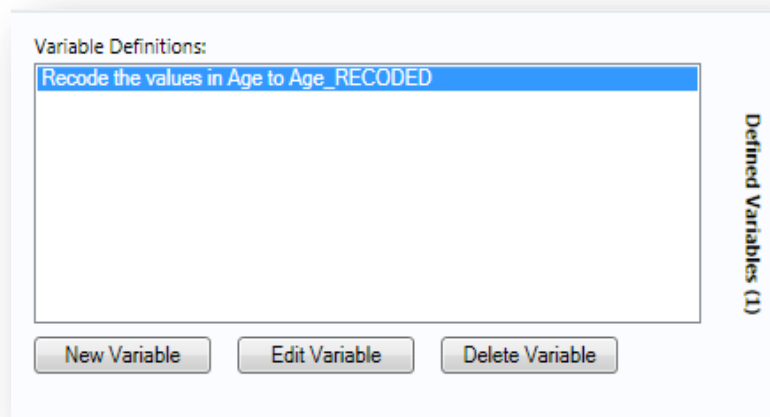 Variable Definitions:
Recode the values in Age to Age_RECODED
New Variable
Edit Variable
Delete Variable
Defined Variables (1)